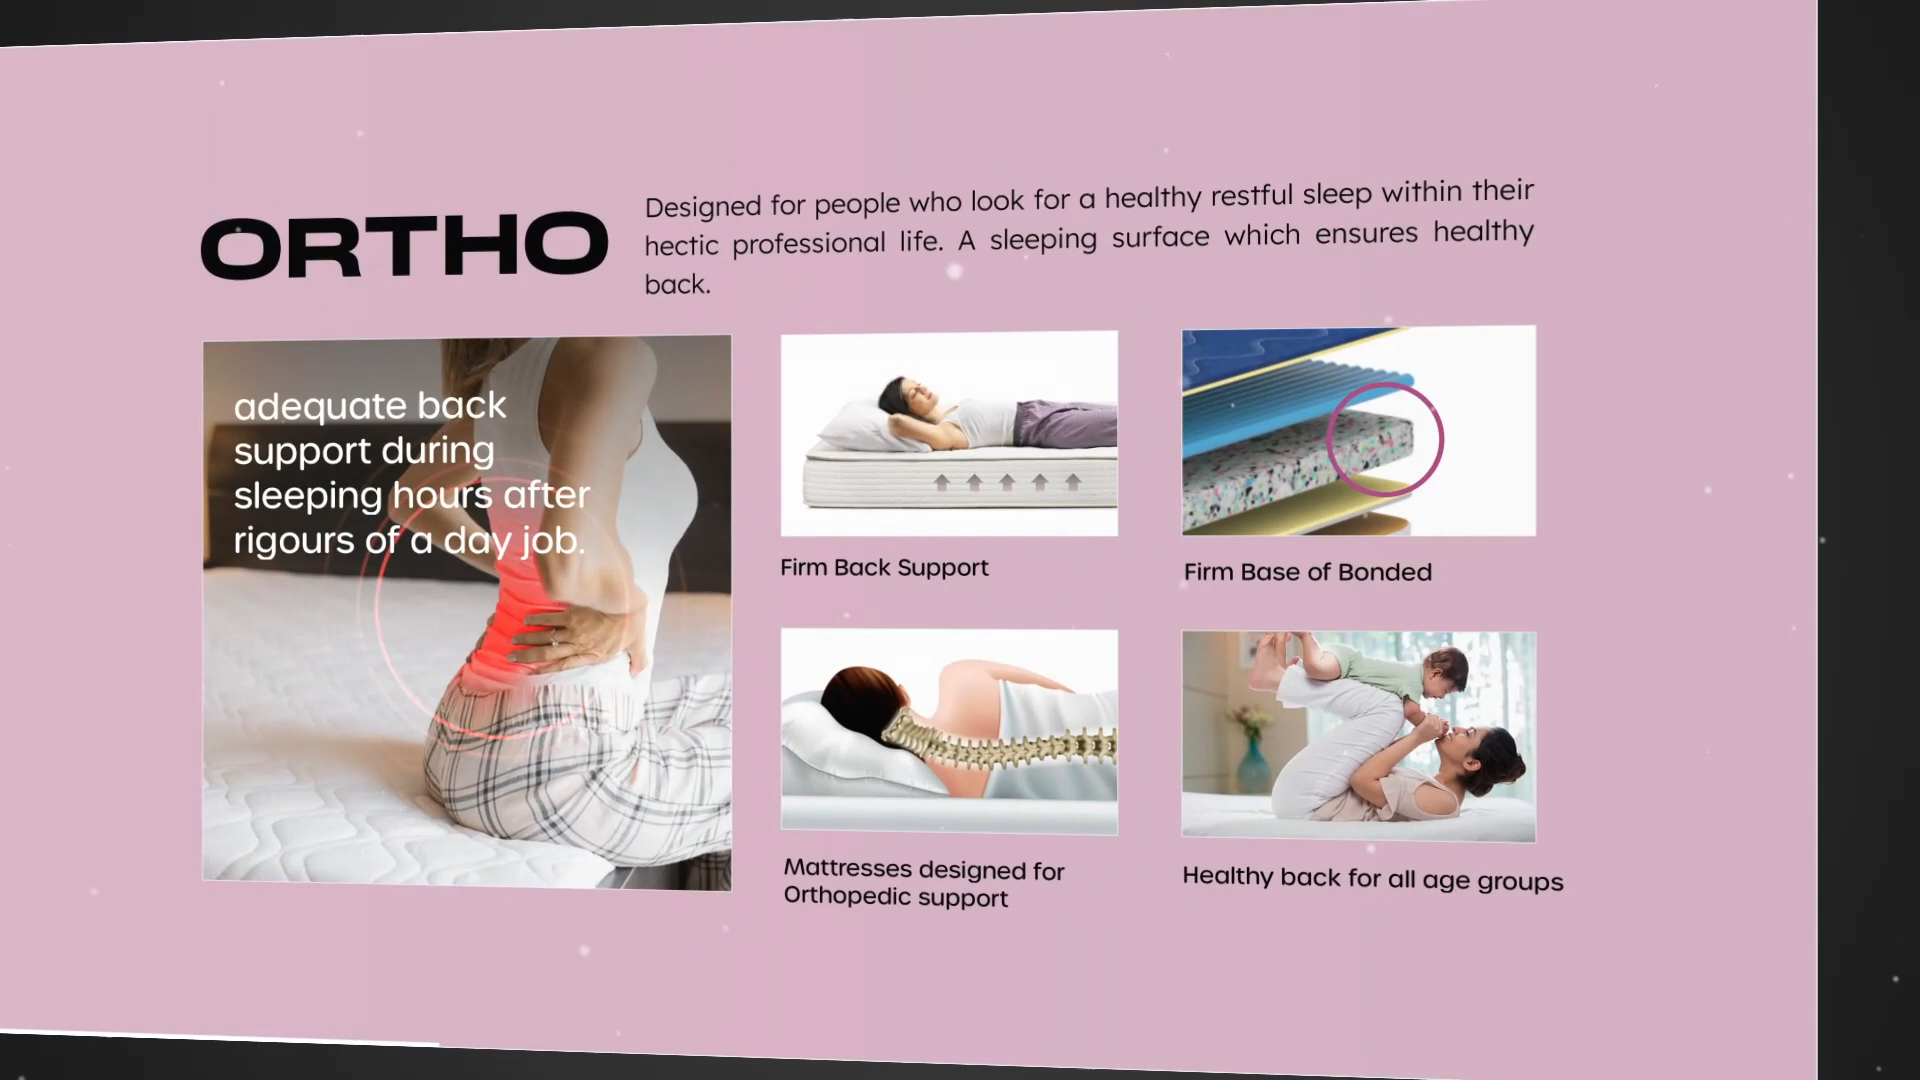 ORTHO
Designed for people who look for a healthy restful sleep within their
hectic professional life. A sleeping surface which ensures healthy
back.
adequate back
support during
sleeping hours after
rigours of a day job.
Firm Back Support
Firm Base of Bonded
Mattresses designed for
Orthopedic support
Healthy back for all age groups